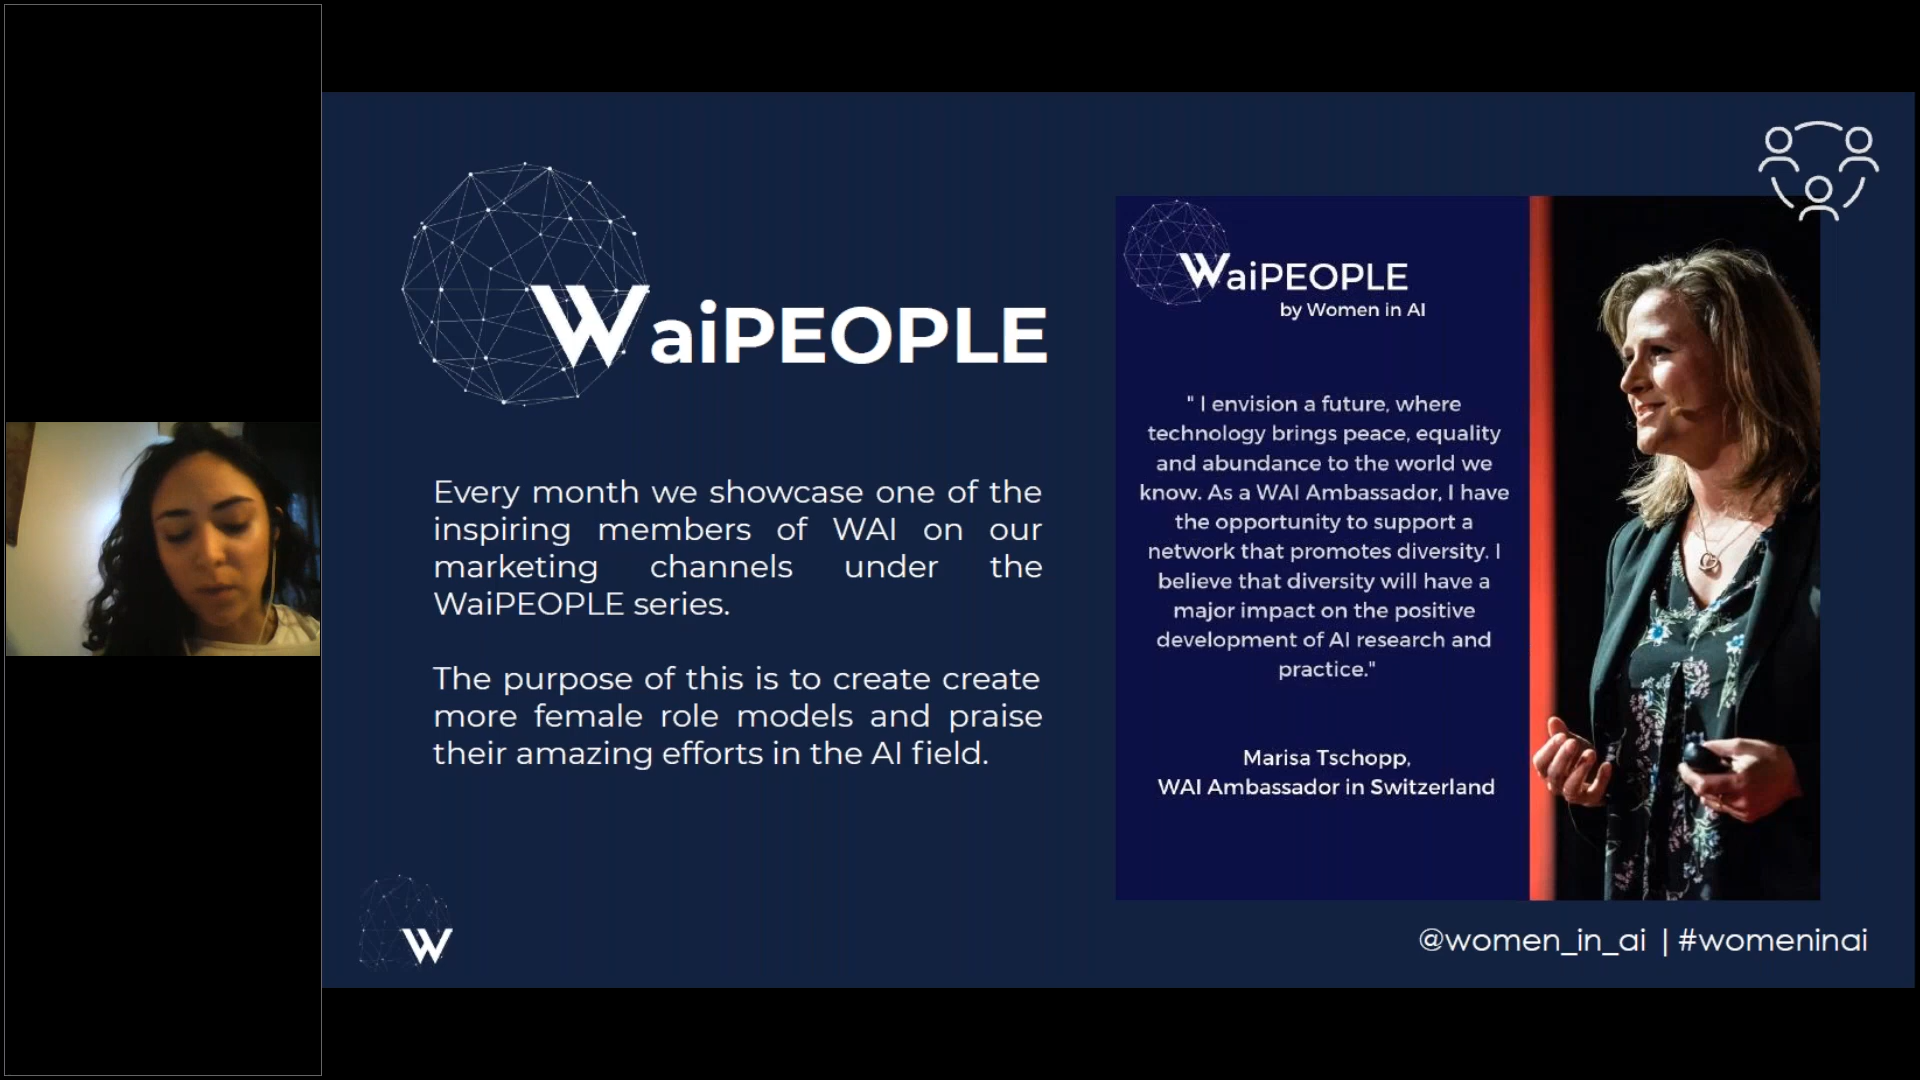 WaiPEOPLE
Every month we showcase one of the
inspiring members of WAI on our
marketing channels under the
WaiPEOPLE series.
The purpose of this is to create create
more female role models and praise
their amazing efforts in the AI field.
WaiPEOPLE
by Women in AI
" I envision a future, where
technology brings peace, equality
and abundance to the world we
know. As a WAI Ambassador, I have
the opportunity to support a
network that promotes diversity. I
believe that diversity will have a
major impact on the positive
development of AI research and
practice."
Marisa Tschopp,
WAI Ambassador in Switzerland
W
@women_in_ai | #womeninai